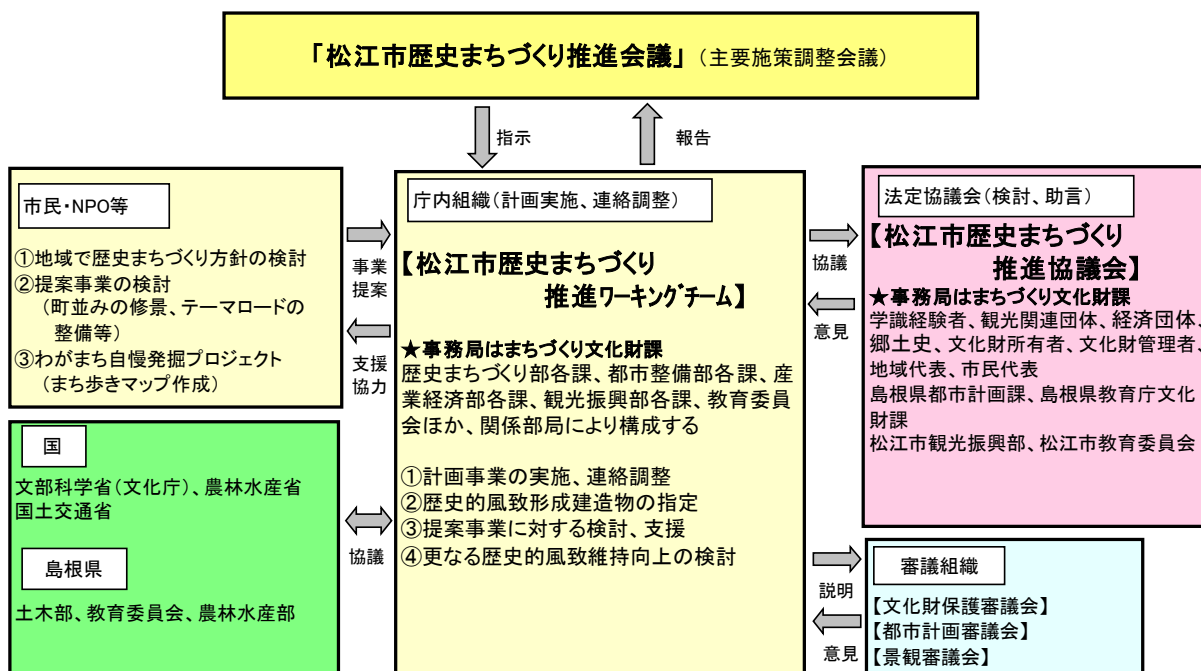 「松江市歴史まちづくり推進会議」（主要施策調整会議）
指示
報告
市民・NPO等
①地域で歴史まちづくり方針の検討
②提案事業の検討
（町並みの修景、テーマロードの
整備等）
③わがまち自慢発掘プロジェクト
（まち歩きマップ作成）
事業
提案
支援
協力
国
文部科学省（文化庁）、農林水産省
国土交通省
島根県
土木部、教育委員会、農林水産部
協議
庁内組織（計画実施、連絡調整）
【松江市歴史まちづくり
推進ワーキングチーム】
★事務局はまちづくり文化財課
歴史まちづくり部各課、都市整備部各課、産
業経済部各課、観光振興部各課、教育委員
会ほか、関係部局により構成する
①計画事業の実施、連絡調整
②歴史的風致形成建造物の指定
③提案事業に対する検討、支援
④更なる歴史的風致維持向上の検討
協議
意見
法定協議会（検討、助言）
【松江市歴史まちづくり
推進協議会】
★事務局はまちづくり文化財課
学識経験者、観光関連団体、経済団体、
郷土史、文化財所有者、文化財管理者、
地域代表、市民代表
島根県都市計画課、島根県教育庁文化
財課
松江市観光振興部、松江市教育委員会
説明
意見
審議組織
【文化財保護審議会】
【都市計画審議会】
【景観審議会】